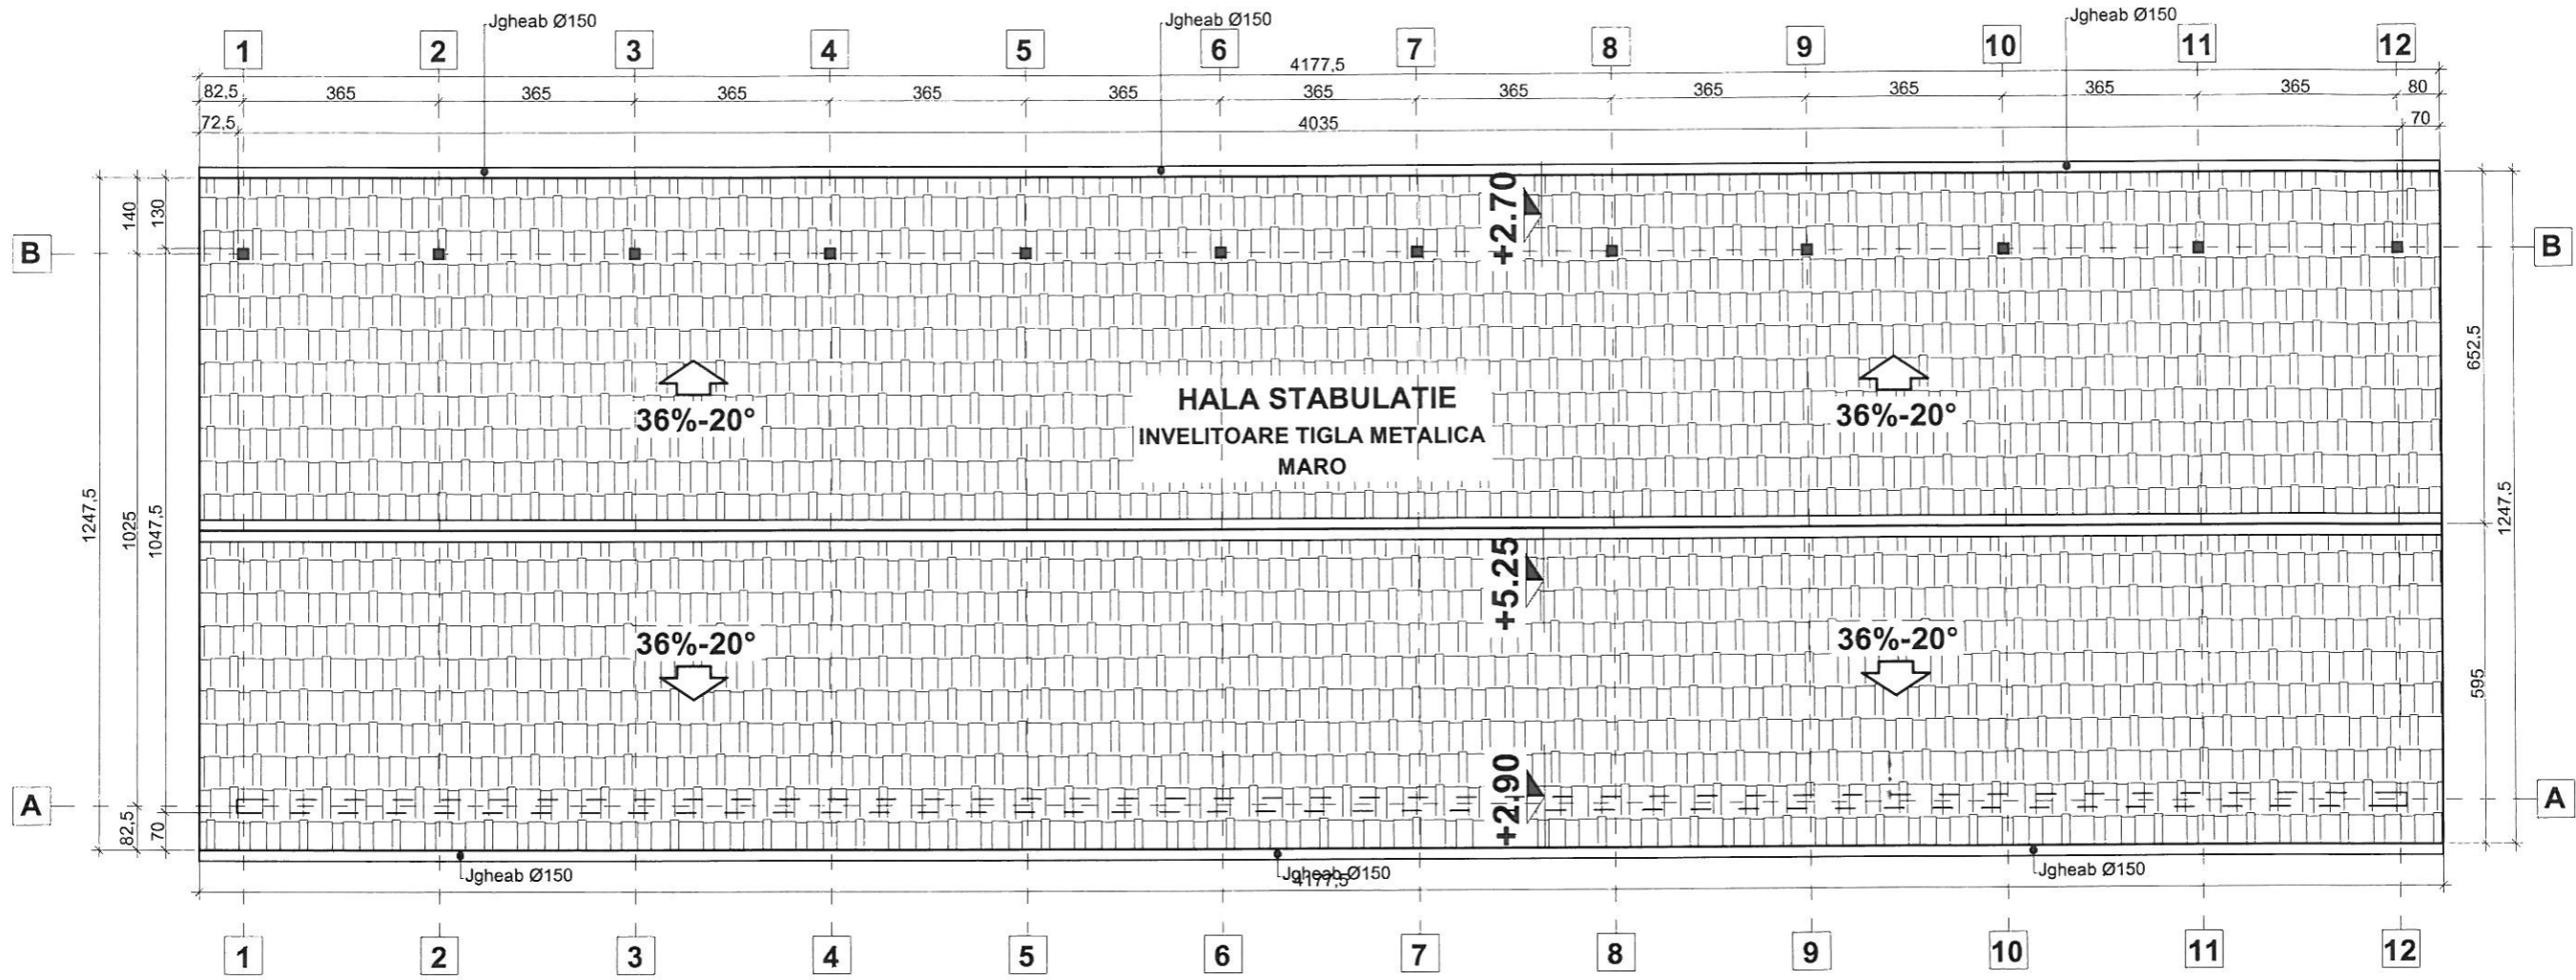 Jgheab Ø150 Jgheab Ø150 Jgheab Ø150
1 2 3 4 5 6 7 8 9 10 11 12
4177,5
82,5 365 365 365 365 365 365 365 365 365 365 365 80
72,5 4035 70
140 130
+2.70
B B
652,5
36%-20° 36%-20°
HALA STABULATIE
INVELITOARE TIGLA METALICA
MARO
1247,5 1025 1047,5 1247,5
+5.25
36%-20° 36%-20°
595
+2.90
A A
82,5 70
Jgheab Ø150 Jgheab Ø150 Jgheab Ø150
4177,5
1 2 3 4 5 6 7 8 9 10 11 12